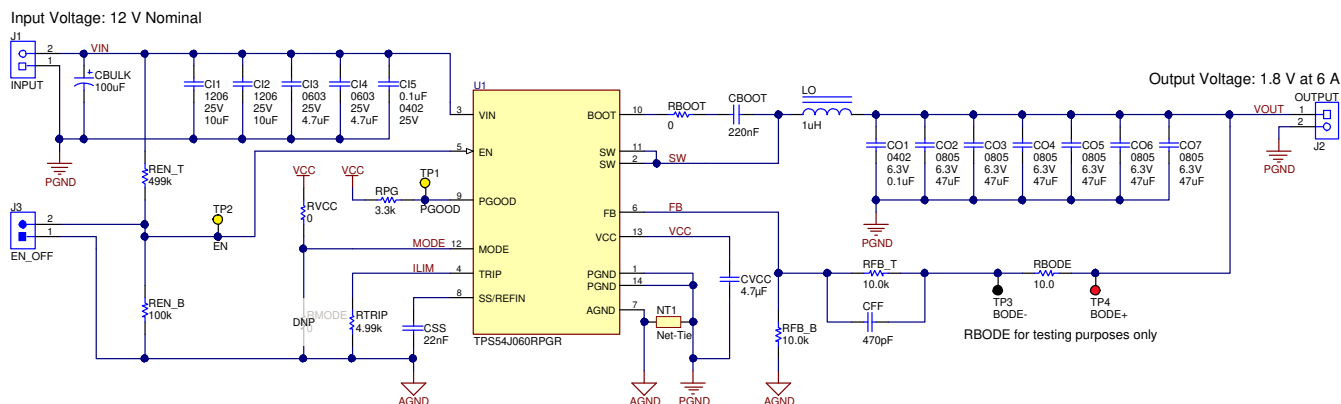 Input Voltage: 12 V Nominal
J1
2
1
INPUT
VIN
CBULK
100uF
+
CI1
1206
25V
10uF
CI2
1206
25V
10uF
CI3
0603
25V
4.7uF
CI4
0603
25V
4.7uF
CI5
0.1uF
0402
25V
PGND
REN_T
499k
J3
2
1
EN_OFF
TP2
EN
REN_B
100k
VCC
RVCC
0
VCC
RPG
3.3k
TP1
PGOOD
MODE
ILIM
DNP
RMODE
0
RTRIP
4.99k
CSS
22nF
AGND
U1
3
VIN
5
EN
9
PGOOD
12
MODE
4
TRIP
8
SS/REFIN
BOOT
10
SW
11
SW
2
FB
6
VCC
13
PGND
1
PGND
14
AGND
7
TPS54J060RPGR
RBOOT
0
CBOOT
220nF
SW
LO
1uH
FB
VCC
CVCC
4.7µF
NT1
Net-Tie
AGND
PGND
RFB_B
10.0k
AGND
RFB_T
10.0k
CFF
470pF
TP3
BODE-
RBODE
10.0
TP4
BODE+
RBODE for testing purposes only
CO1
0402
6.3V
0.1uF
CO2
0805
6.3V
47uF
CO3
0805
6.3V
47uF
CO4
0805
6.3V
47uF
CO5
0805
6.3V
47uF
CO6
0805
6.3V
47uF
CO7
0805
6.3V
47uF
PGND
Output Voltage: 1.8 V at 6 A
VOUT
OUTPUT
1
2
J2
PGND